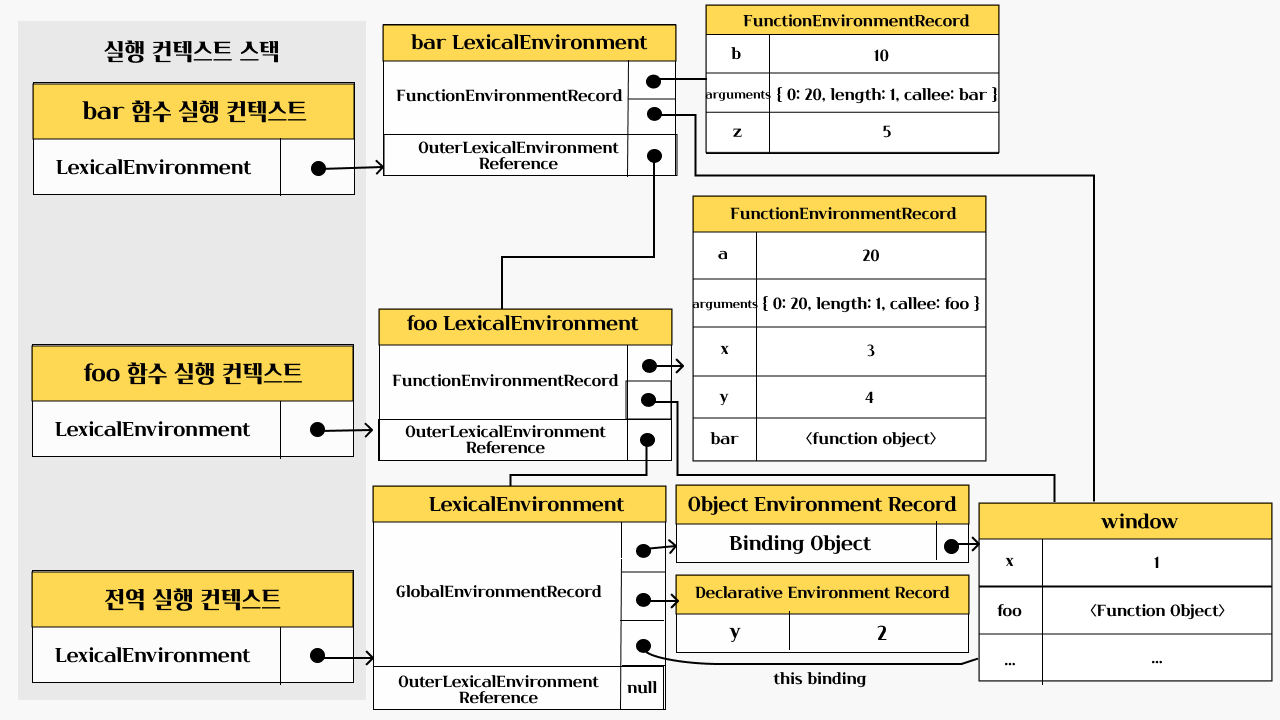 실행 컨텍스트 스택
bar 함수 실행 컨텍스트
LexicalEnvironment
bar LexicalEnvironment
FunctionEnvironmentRecord
OuterLexicalEnvironment
Reference
FunctionEnvironmentRecord
b 10
arguments { 0: 20, length: 1, callee: bar }
z 5
foo 함수 실행 컨텍스트
LexicalEnvironment
foo LexicalEnvironment
FunctionEnvironmentRecord
OuterLexicalEnvironment
Reference
FunctionEnvironmentRecord
a 20
arguments { 0: 20, length: 1, callee: foo }
x 3
y 4
bar <function object>
전역 실행 컨텍스트
LexicalEnvironment
LexicalEnvironment
GlobalEnvironmentRecord
OuterLexicalEnvironment
Reference
null
Object Environment Record
Binding Object
Declarative Environment Record
y 2
this binding
window
x 1
foo <Function Object>
... ...